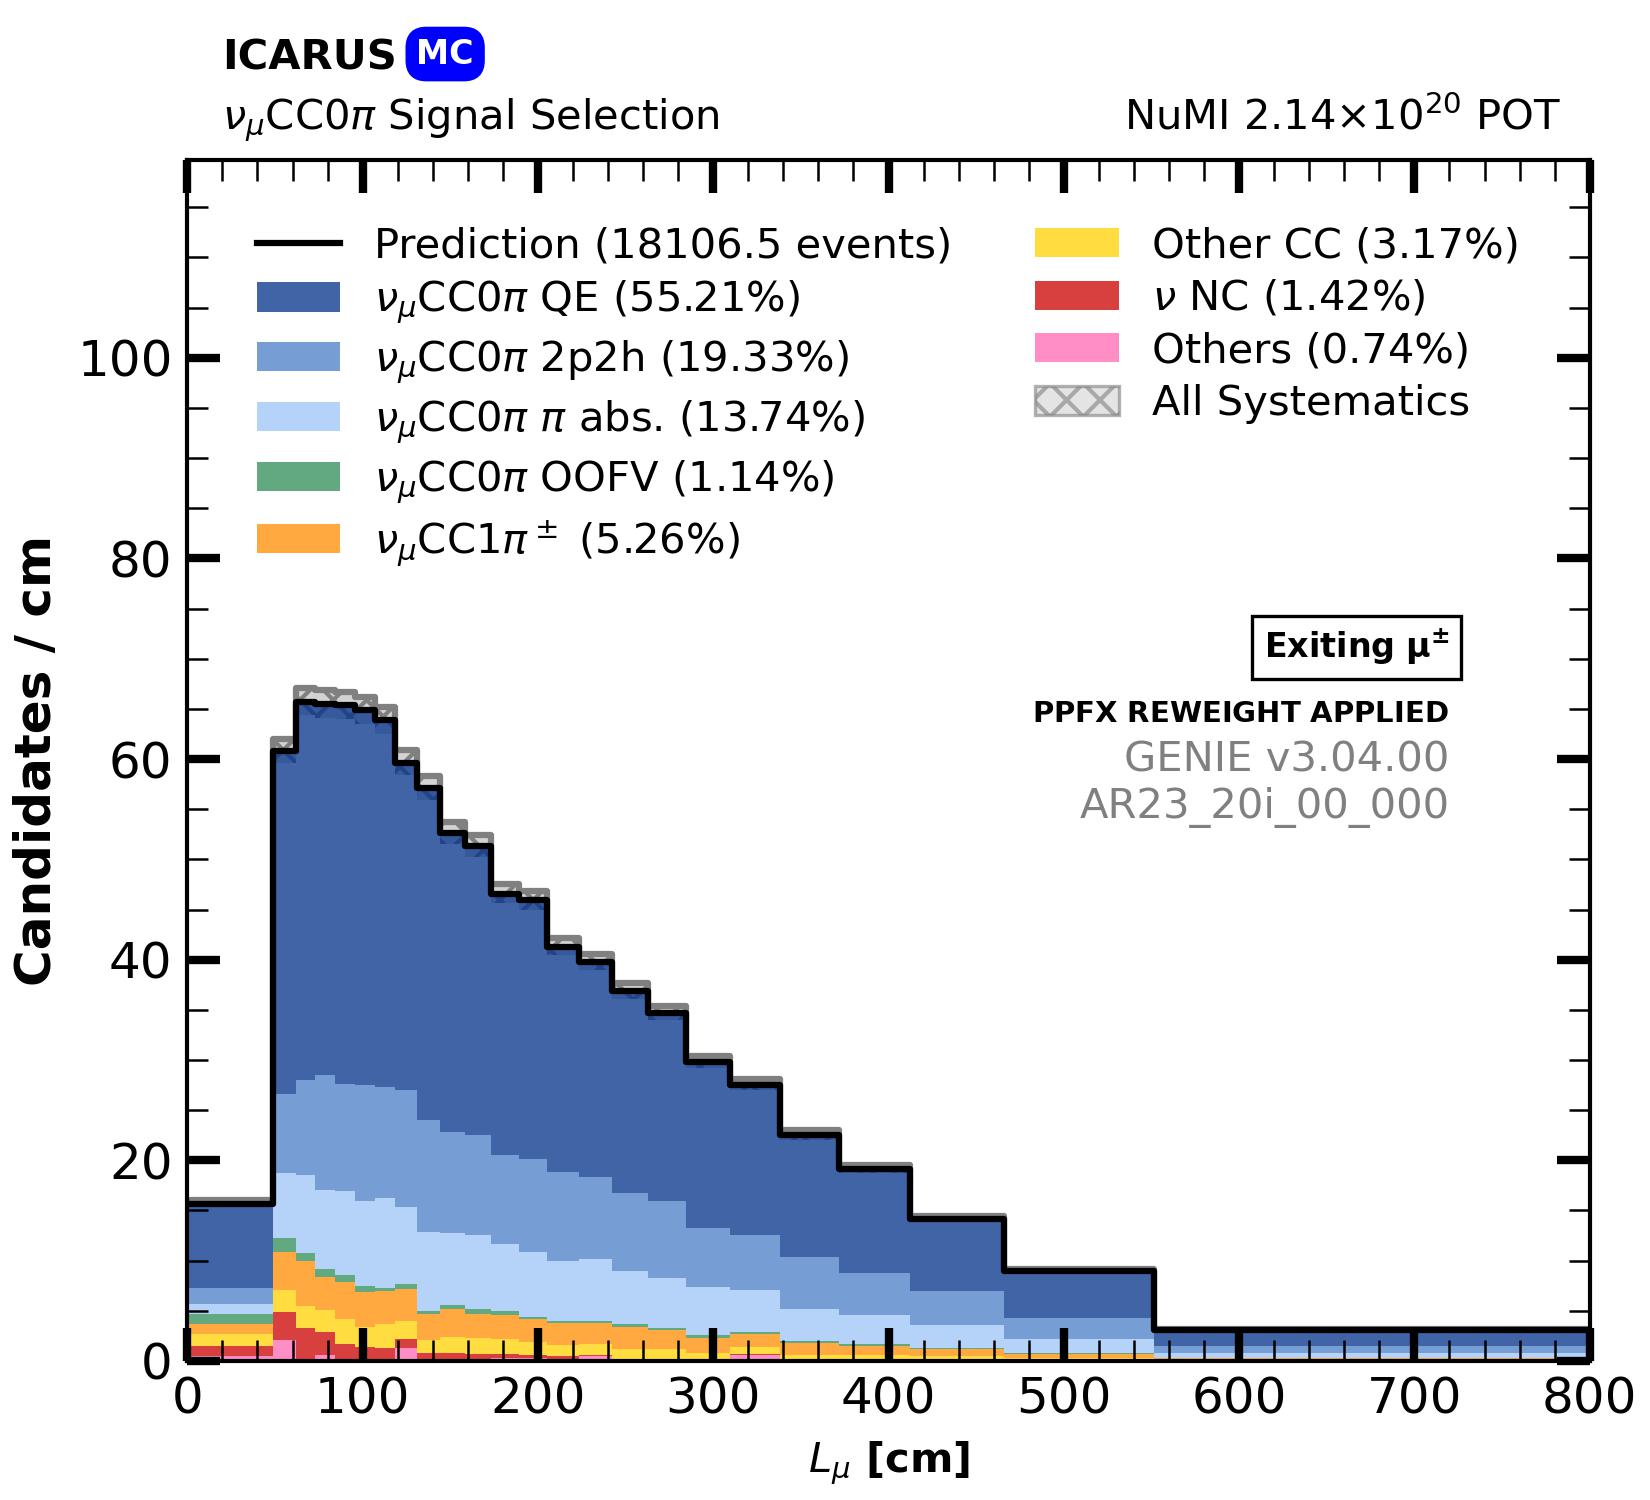 ICARUS MC
νμCC0π Signal Selection
NuMI 2.14×10²⁰ POT
Prediction (18106.5 events)
νμCC0π QE (55.21%)
νμCC0π 2p2h (19.33%)
νμCC0π π abs. (13.74%)
νμCC0π OOFV (1.14%)
νμCC1π± (5.26%)
Other CC (3.17%)
ν NC (1.42%)
Others (0.74%)
All Systematics
Exiting μ±
PPFX REWEIGHT APPLIED
GENIE v3.04.00
AR23_20i_00_000
Candidates / cm
100
80
60
40
20
0
0 100 200 300 400 500 600 700 800
Lμ [cm]